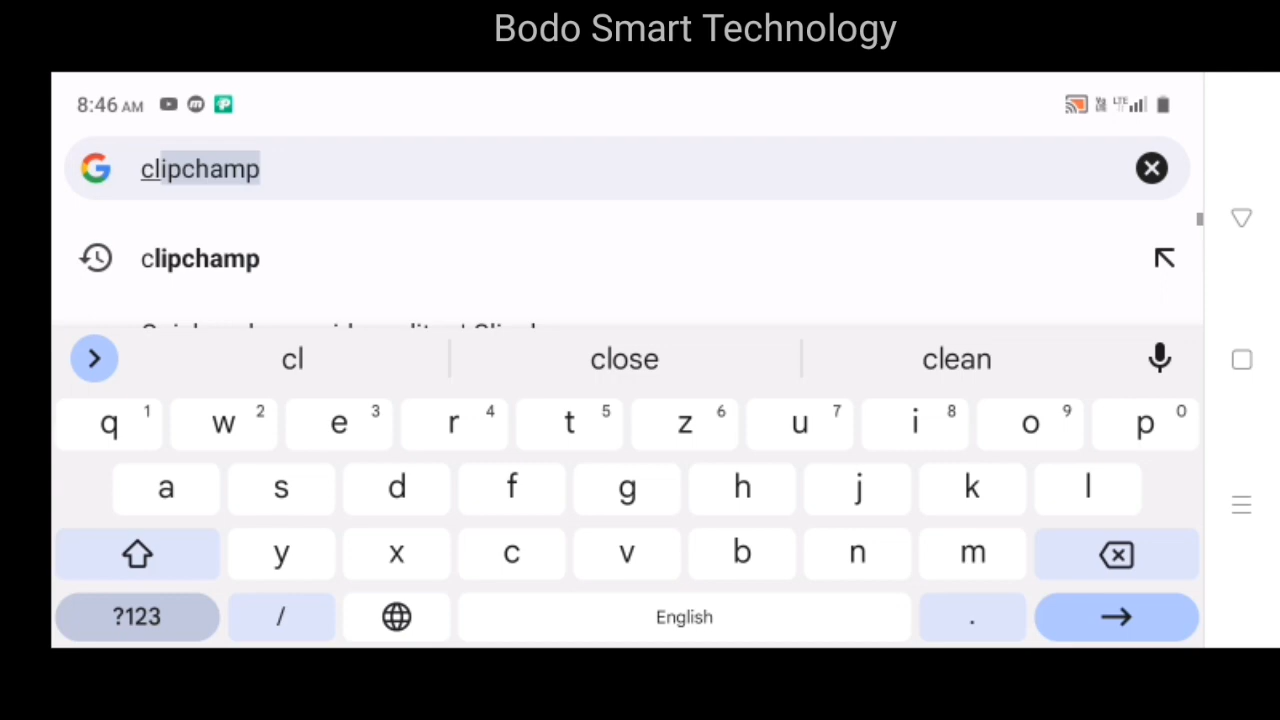 Bodo Smart Technology
8:46 AM
LTE
clipchamp
clipchamp
cl close clean
q 1 w 2 e 3 r 4 t 5 z 6 u 7 i 8 o 9 p 0
a s d f g h j k l
y x c v b n m
?123 / English .